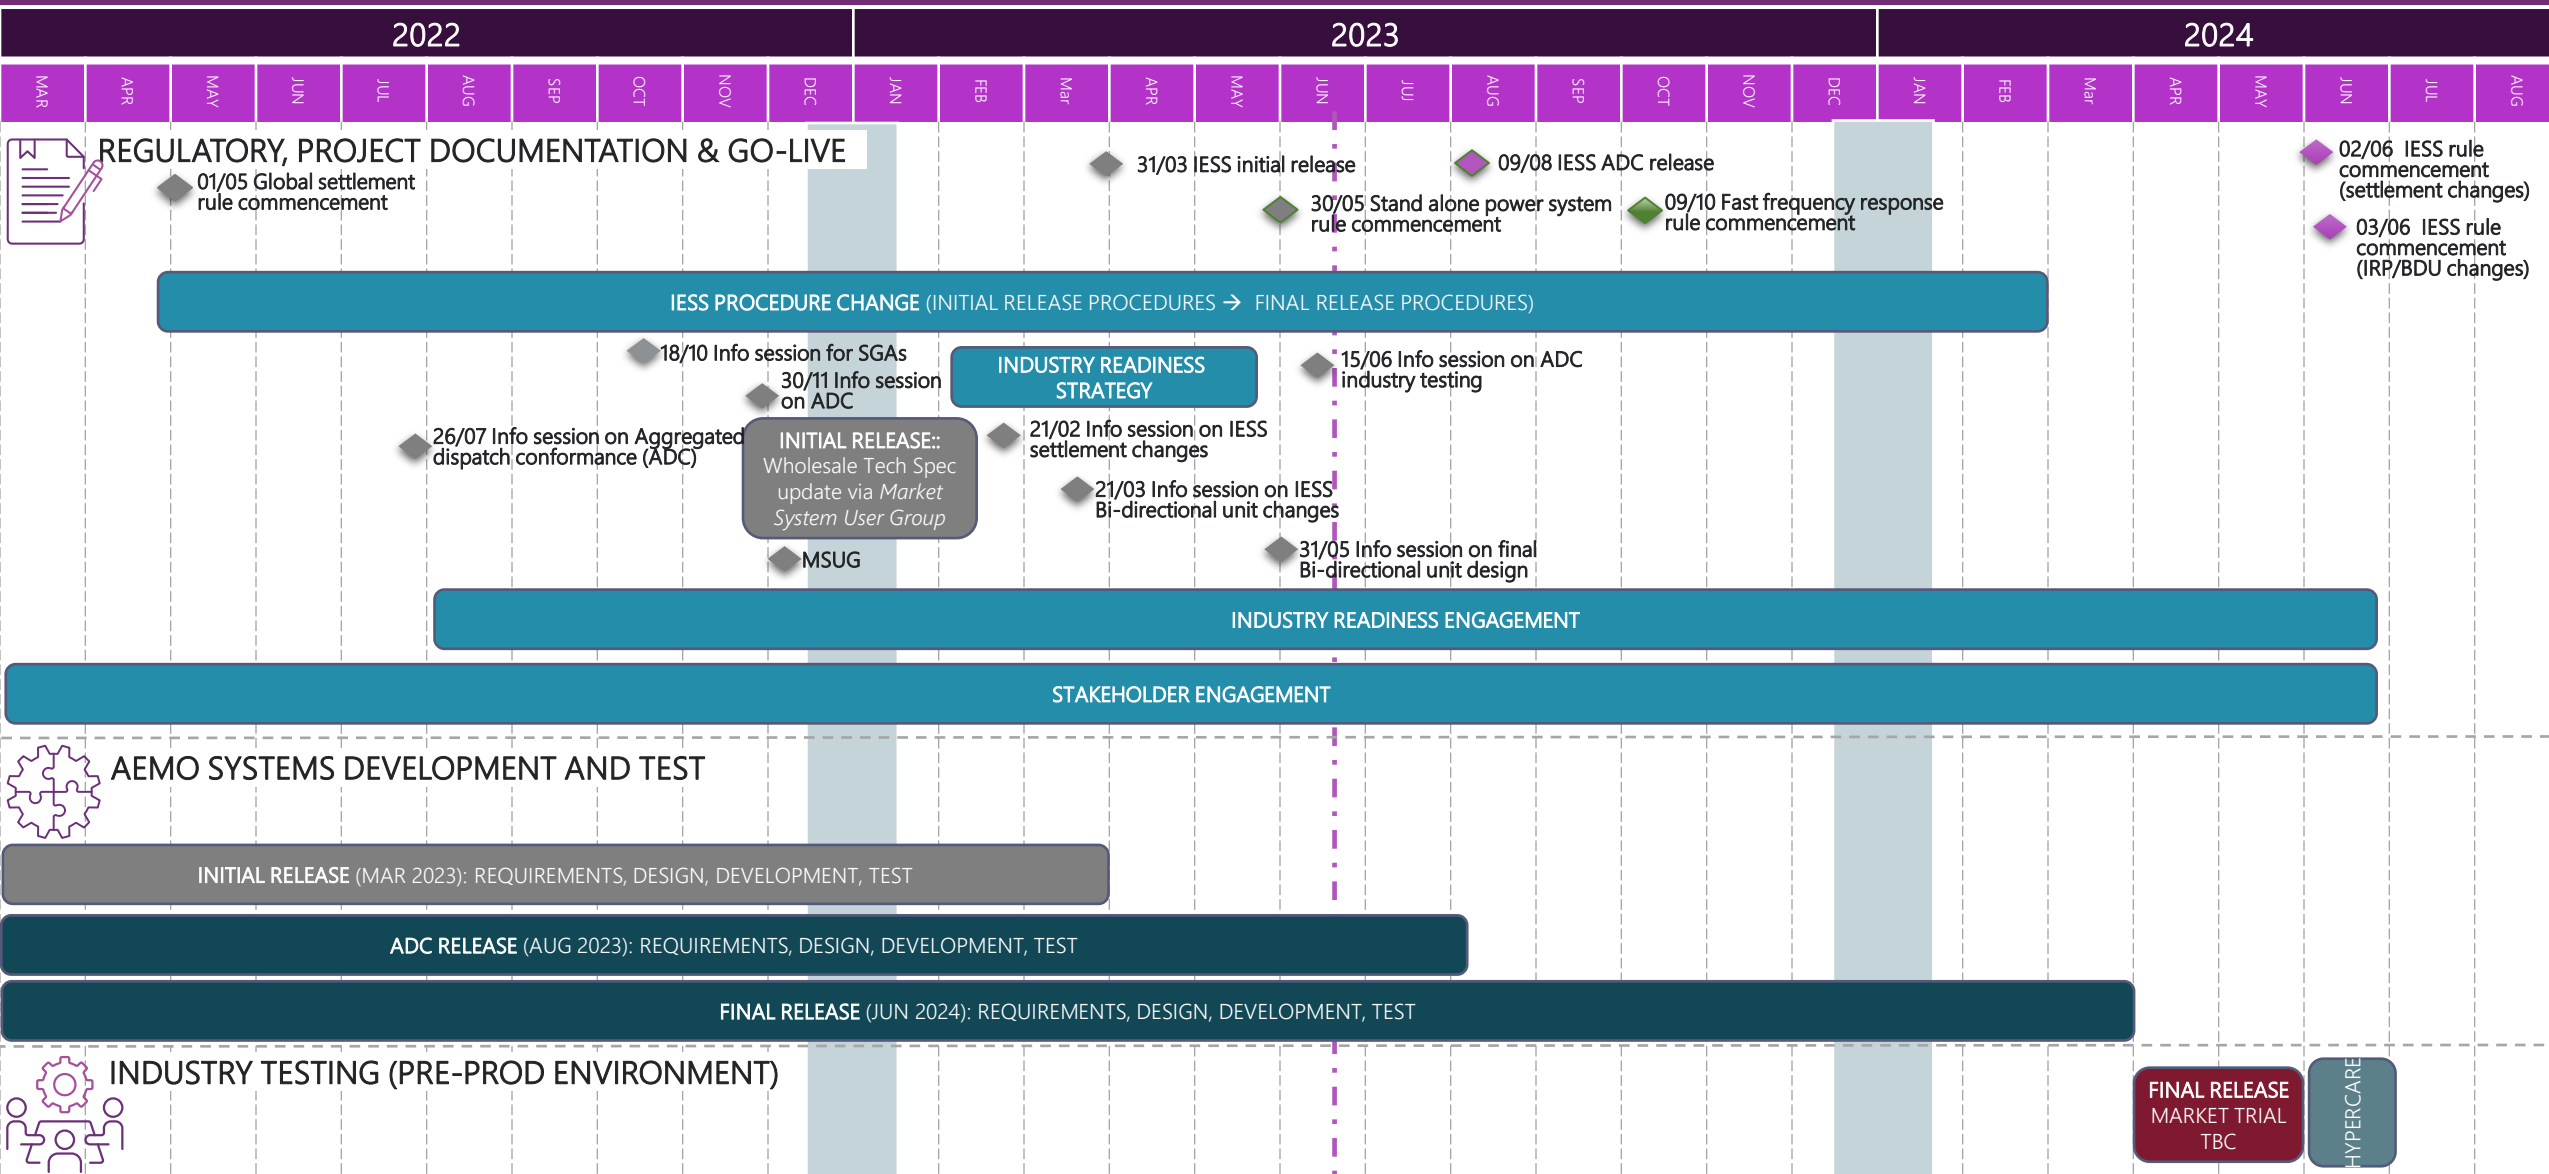 2022 2023 2024
MAR APR MAY JUN JUL AUG SEP OCT NOV DEC JAN FEB Mar APR MAY JUN JUJ AUG SEP OCT NOV DEC JAN FEB Mar APR MAY JUN JUL AUG
REGULATORY, PROJECT DOCUMENTATION & GO-LIVE
01/05 Global settlement
rule commencement
31/03 IESS initial release
09/08 IESS ADC release
30/05 Stand alone power system
rule commencement
09/10 Fast frequency response
rule commencement
02/06 IESS rule
commencement
(settlement changes)
03/06 IESS rule
commencement
(IRP/BDU changes)
IESS PROCEDURE CHANGE (INITIAL RELEASE PROCEDURES → FINAL RELEASE PROCEDURES)
18/10 Info session for SGAs
30/11 Info session
on ADC
INDUSTRY READINESS
STRATEGY
15/06 Info session on ADC
industry testing
26/07 Info session on Aggregated
dispatch conformance (ADC)
INITIAL RELEASE::
Wholesale Tech Spec
update via Market
System User Group
21/02 Info session on IESS
settlement changes
21/03 Info session on IESS
Bi-directional unit changes
MSUG
31/05 Info session on final
Bi-directional unit design
INDUSTRY READINESS ENGAGEMENT
STAKEHOLDER ENGAGEMENT
AEMO SYSTEMS DEVELOPMENT AND TEST
INITIAL RELEASE (MAR 2023): REQUIREMENTS, DESIGN, DEVELOPMENT, TEST
ADC RELEASE (AUG 2023): REQUIREMENTS, DESIGN, DEVELOPMENT, TEST
FINAL RELEASE (JUN 2024): REQUIREMENTS, DESIGN, DEVELOPMENT, TEST
INDUSTRY TESTING (PRE-PROD ENVIRONMENT)
FINAL RELEASE
MARKET TRIAL
TBC
HYPERCARE